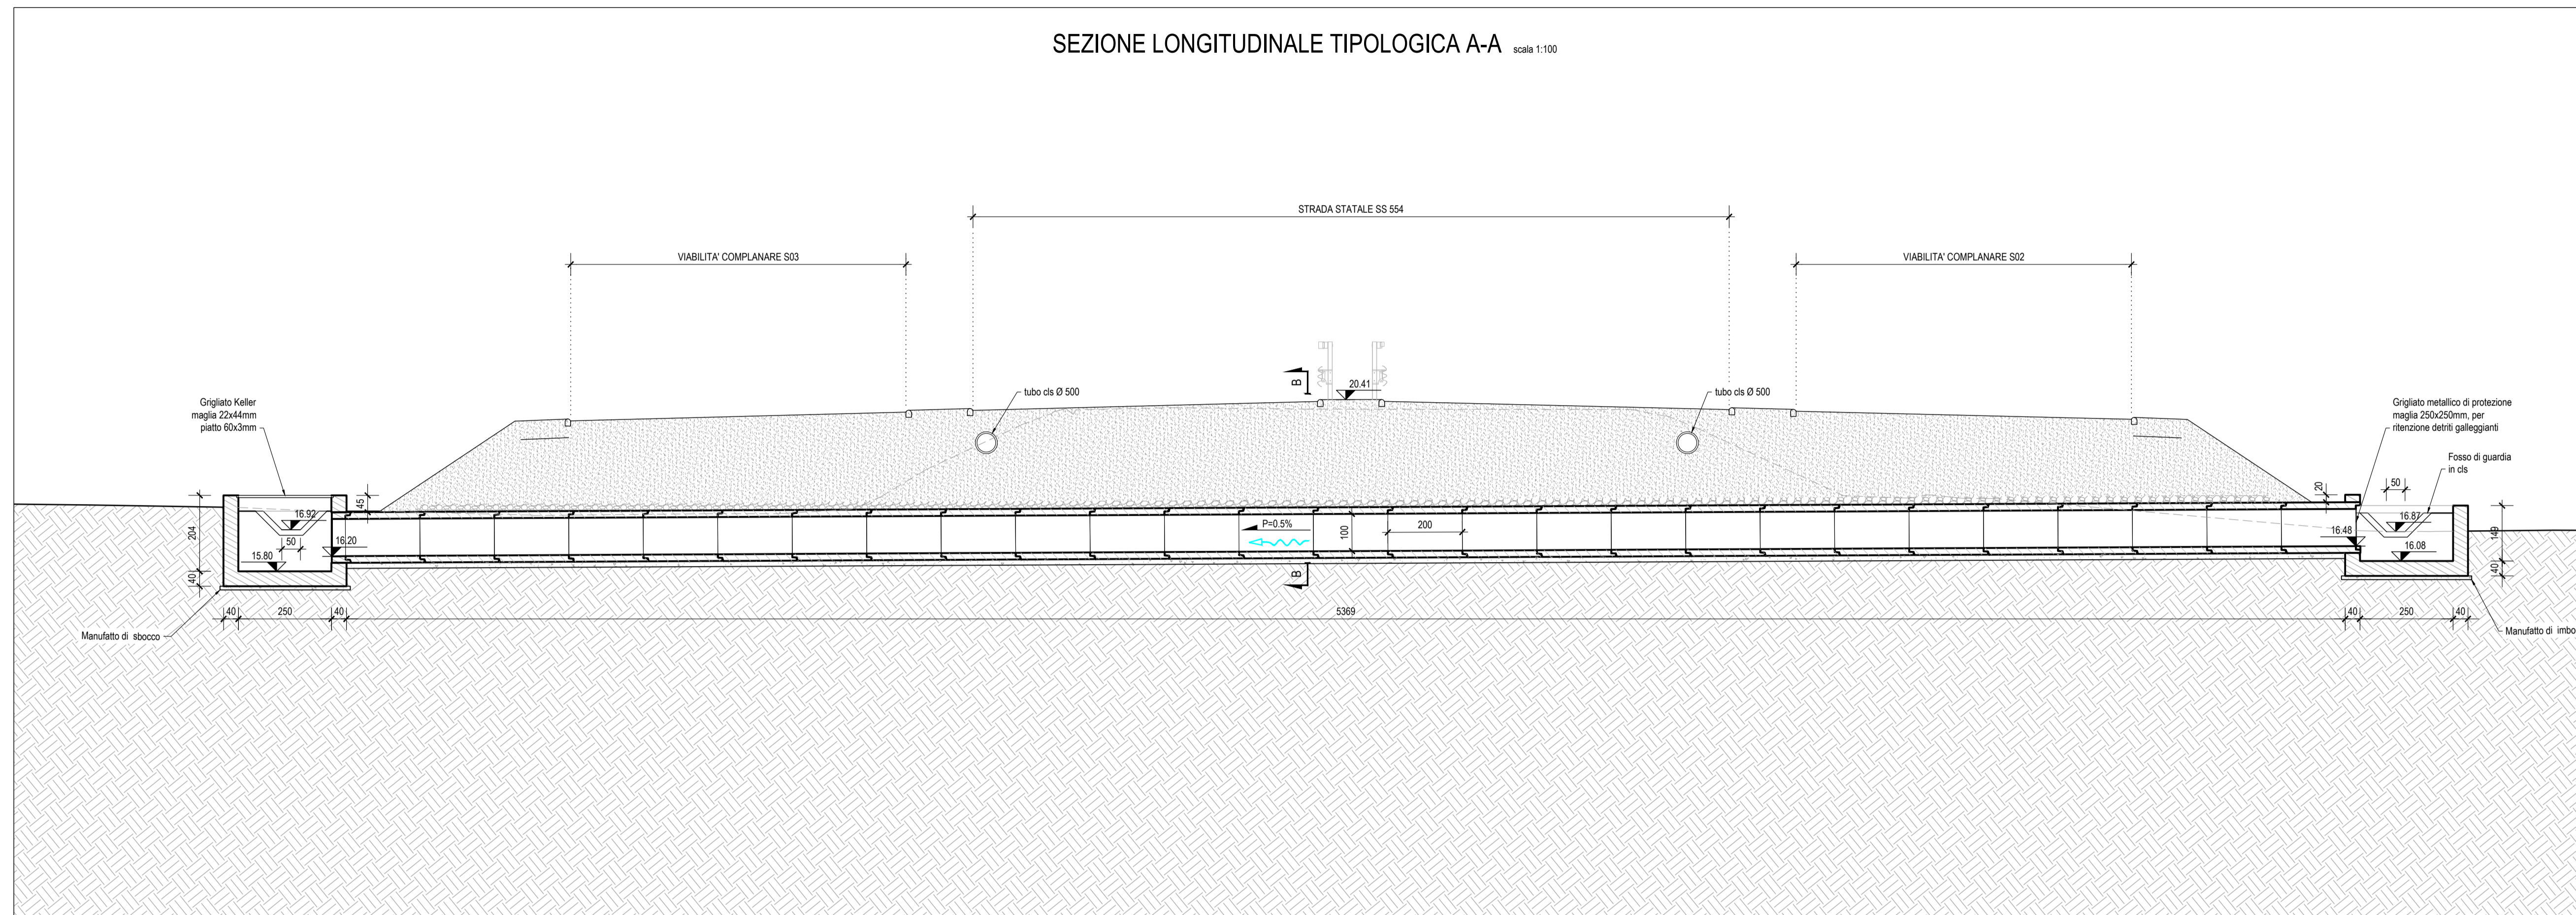 SEZIONE LONGITUDINALE TIPOLOGICA A-A scala 1:100
STRADA STATALE SS 554
VIABILITA' COMPLANARE S03
VIABILITA' COMPLANARE S02
B
20.41
tubo cls Ø 500
tubo cls Ø 500
Grigliato Keller
maglia 22x44mm
piatto 60x3mm
Grigliato metallico di protezione
maglia 250x250mm, per
ritenzione detriti galleggianti
Fosso di guardia
in cls
204
40
45
16.92
50
16.20
15.80
P=0.5%
100
200
B
20
50
16.87
16.48
16.08
149
40
40
250
40
5369
40
250
40
Manufatto di sbocco
Manufatto di imbo